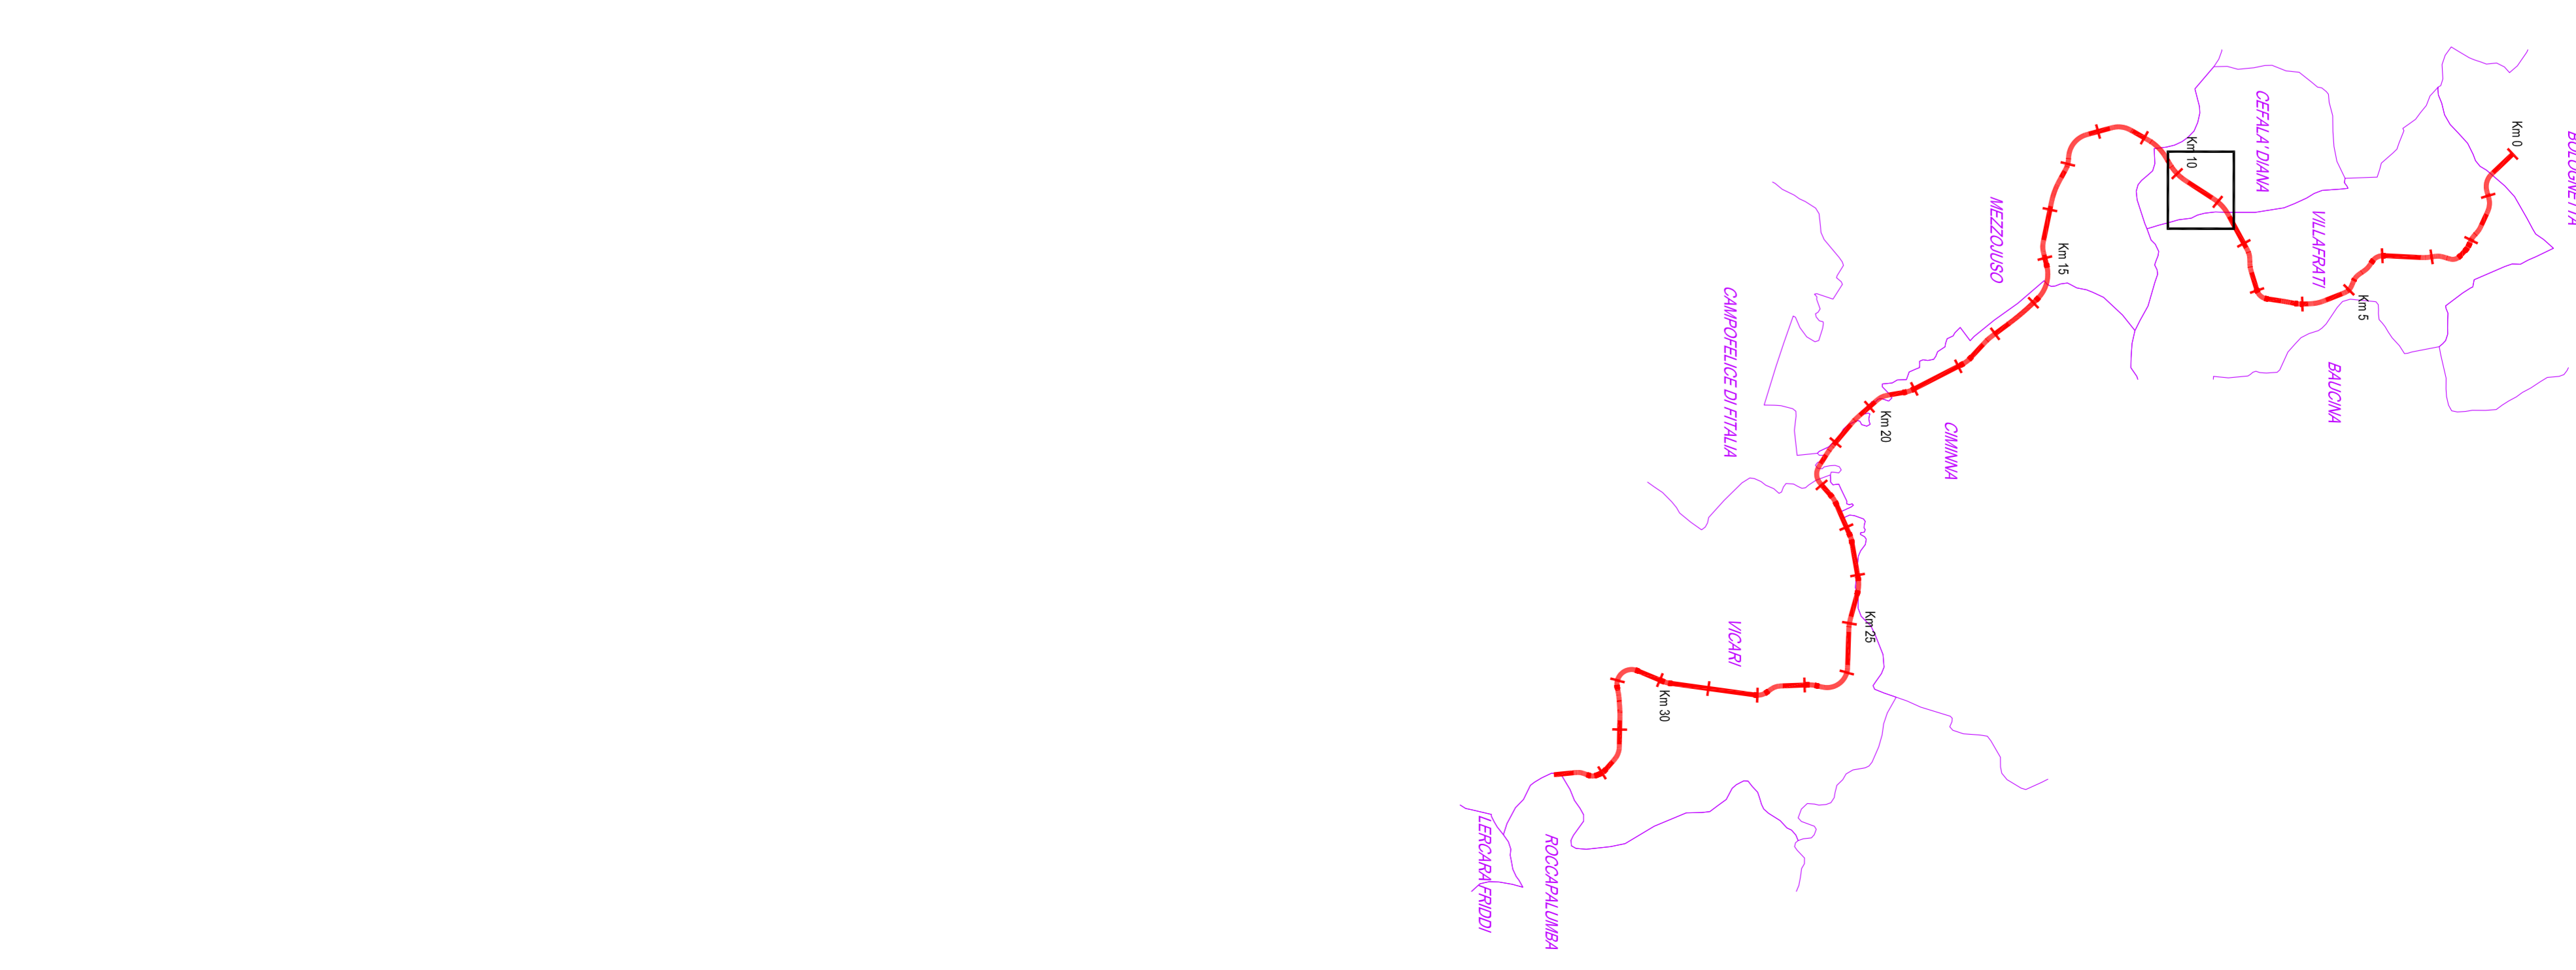 BOLOGNETTA
Km 0
CEFALA' DIANA
VILLAFRATI
Km 10
Km 5
BAUCINA
MEZZOJUSO
Km 15
CAMPOFELICE DI FITALIA
Km 20
CIMINNA
Km 25
VICARI
Km 30
ROCCAPALUMBA
LERCARA FRIDDI